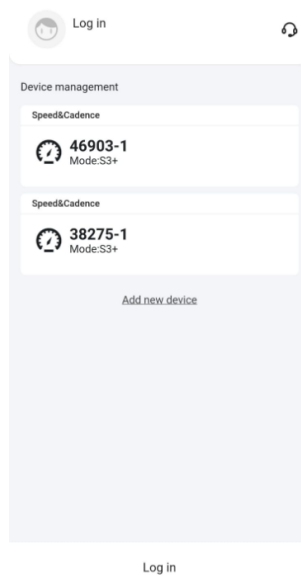 Log in
Device management
Speed&Cadence
46903-1
Mode:S3+
Speed&Cadence
38275-1
Mode:S3+
Add new device
Log in